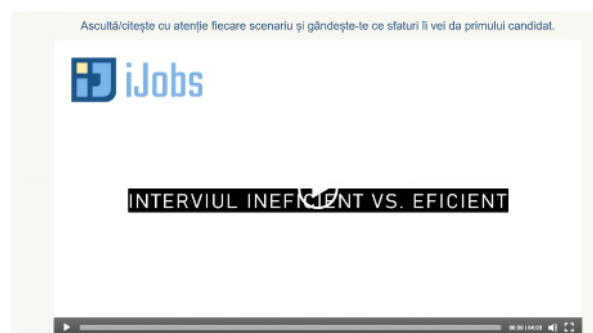 Ascultă/citește cu atenție fiecare scenariu și gândește-te ce sfaturi îi vei da primului candidat.
iJobs
INTERVIUL INEFICIENT VS. EFICIENT